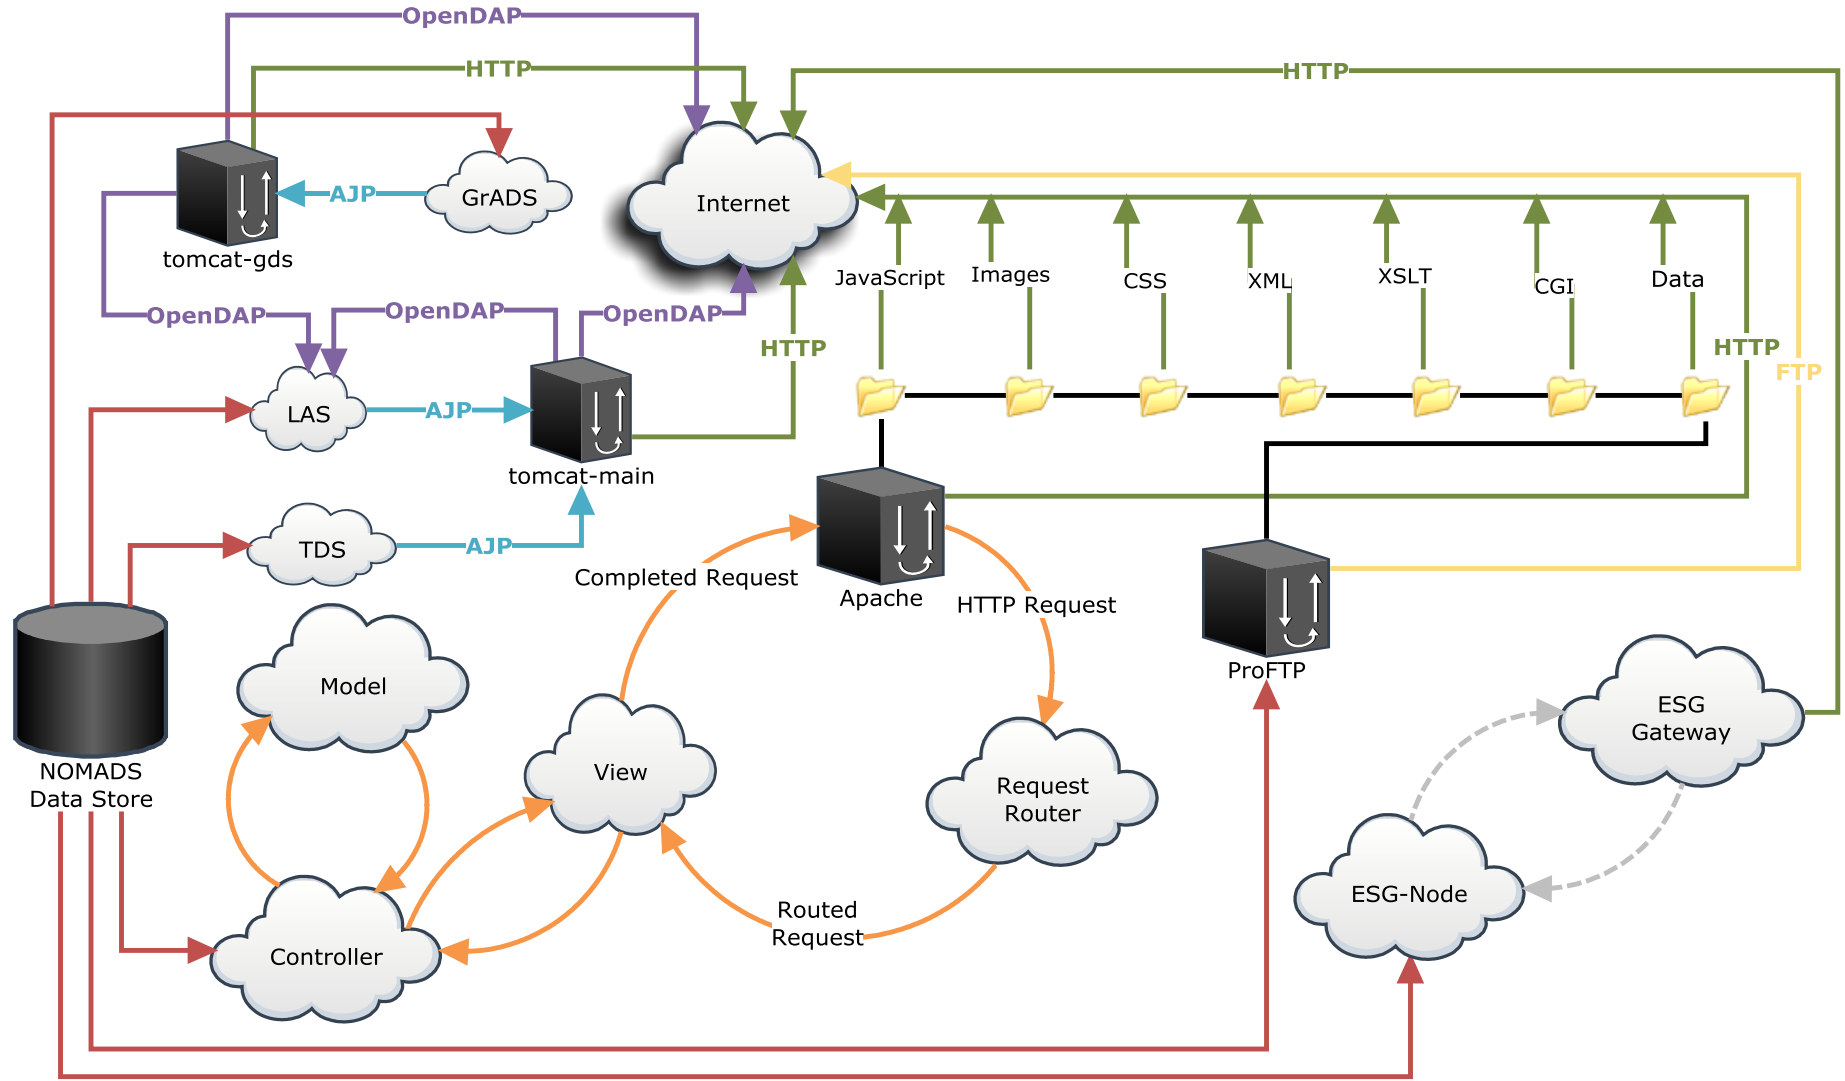 OpenDAP
HTTP
HTTP
AJP
GrADS
Internet
tomcat-gds
JavaScript
Images
CSS
XML
XSLT
CGI
Data
OpenDAP
OpenDAP
OpenDAP
HTTP
HTTP
FTP
LAS
AJP
tomcat-main
TDS
AJP
Completed Request
Apache
HTTP Request
ProFTP
Model
ESG
Gateway
NOMADS
Data Store
View
Request
Router
ESG-Node
Routed
Request
Controller